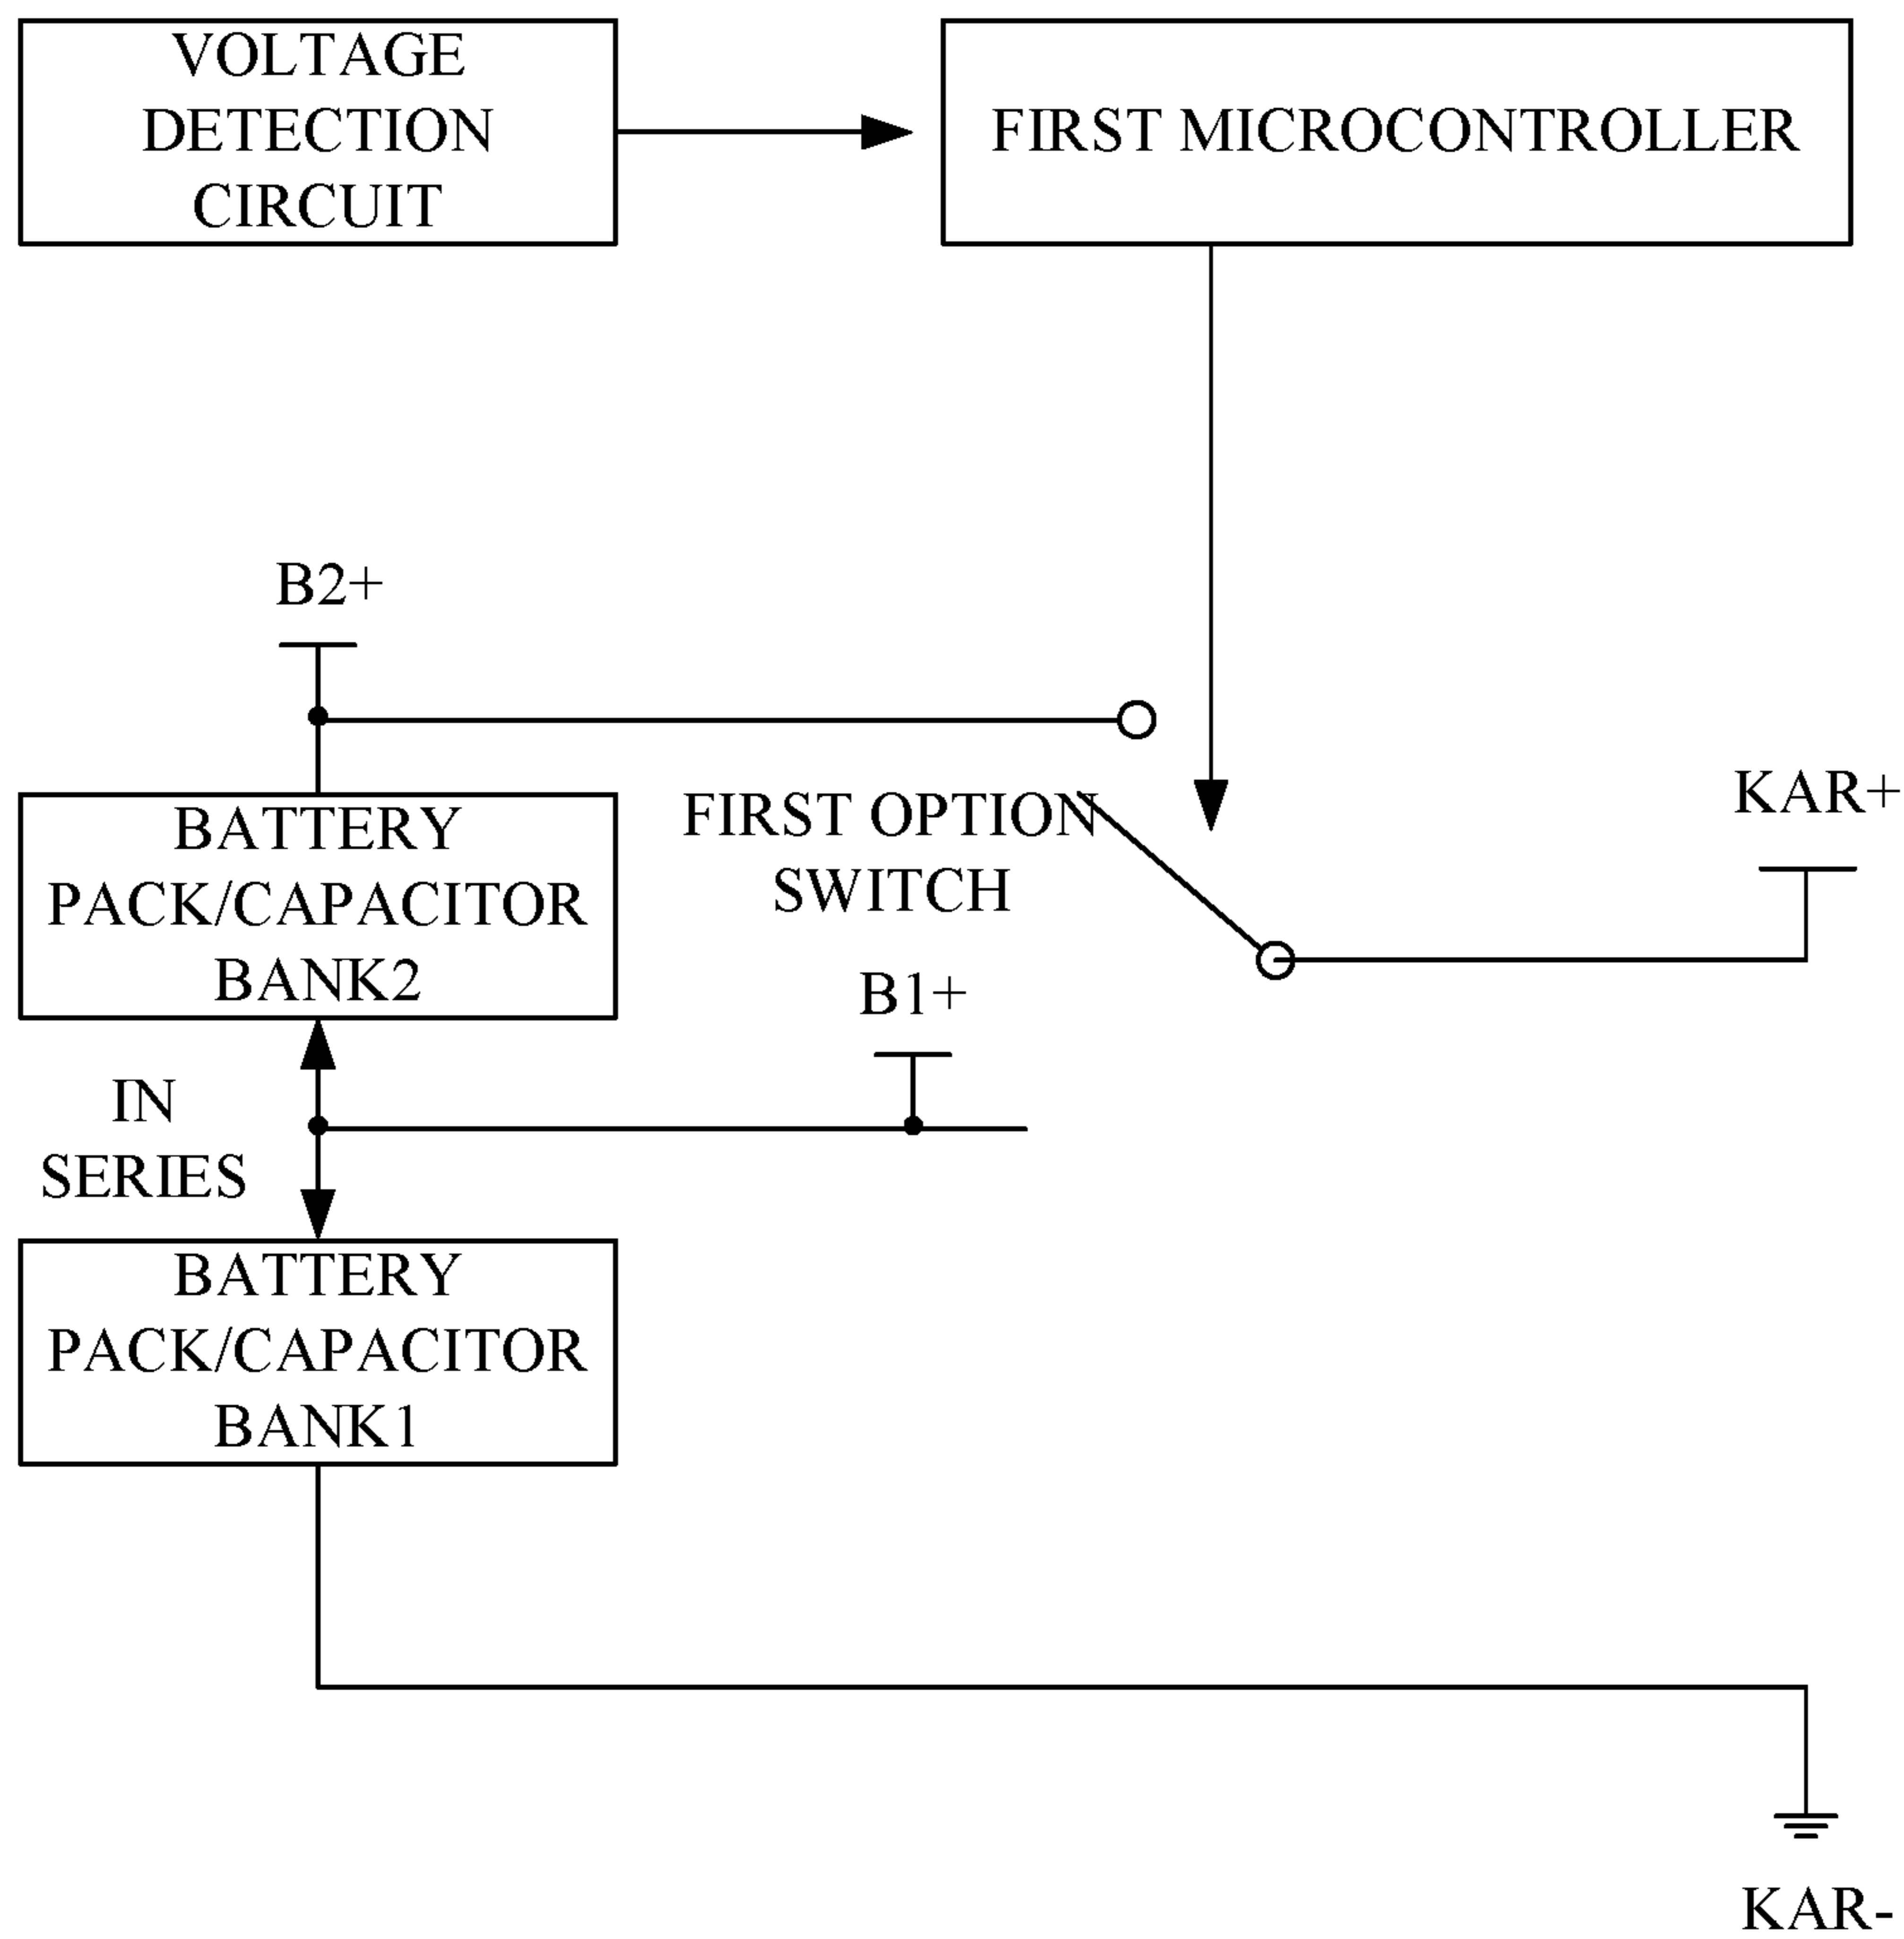 VOLTAGE
DETECTION
CIRCUIT
FIRST MICROCONTROLLER
B2+
BATTERY
PACK/CAPACITOR
BANK2
FIRST OPTION
SWITCH
KAR+
B1+
IN
SERIES
BATTERY
PACK/CAPACITOR
BANK1
KAR-